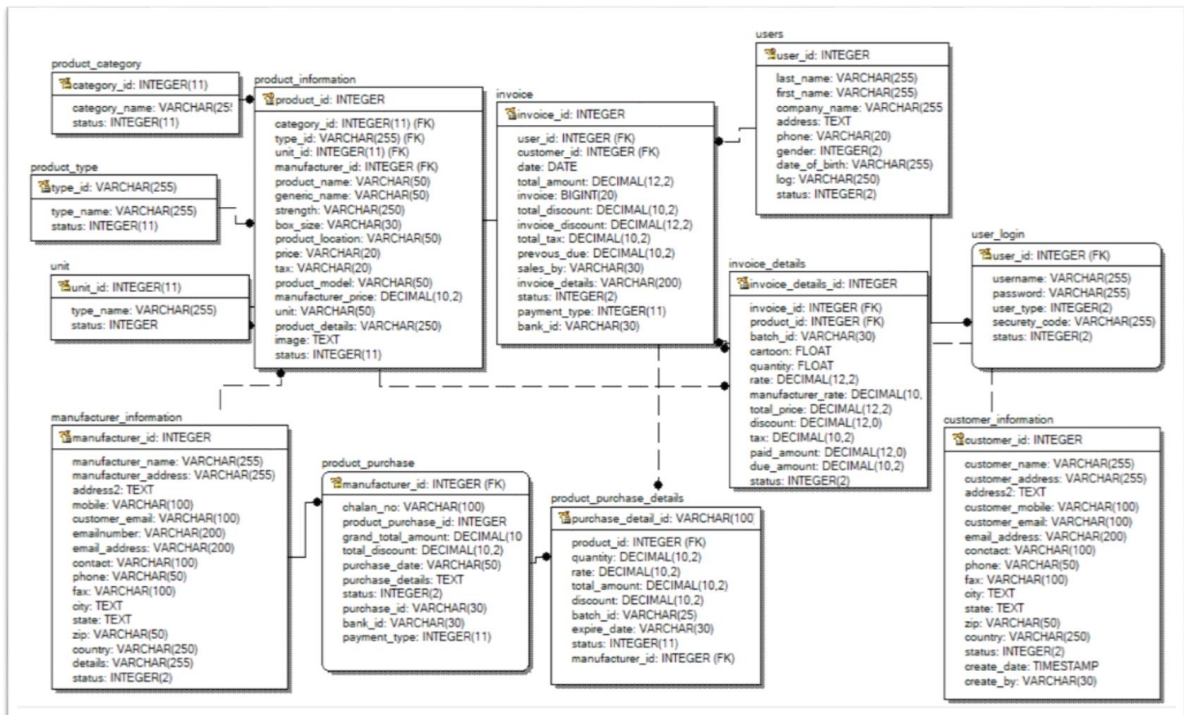 product_category
category_id: INTEGER(11)
category_name: VARCHAR(25
status: INTEGER(11)
product_type
type_id: VARCHAR(255)
type_name: VARCHAR(255)
status: INTEGER(11)
unit
unit_id: INTEGER(11)
type_name: VARCHAR(255)
status: INTEGER
product_information
product_id: INTEGER
category_id: INTEGER(11) (FK)
type_id: VARCHAR(255) (FK)
unit_id: INTEGER(11) (FK)
manufacturer_id: INTEGER (FK)
product_name: VARCHAR(50)
generic_name: VARCHAR(50)
strength: VARCHAR(250)
box_size: VARCHAR(30)
product_location: VARCHAR(50)
price: VARCHAR(20)
tax: VARCHAR(20)
product_model: VARCHAR(50)
manufacturer_price: DECIMAL(10,2)
unit: VARCHAR(50)
product_details: VARCHAR(250)
image: TEXT
status: INTEGER(11)
invoice
invoice_id: INTEGER
user_id: INTEGER (FK)
customer_id: INTEGER (FK)
date: DATE
total_amount: DECIMAL(12,2)
invoice: BIGINT(20)
total_discount: DECIMAL(10,2)
invoice_discount: DECIMAL(12,2)
total_tax: DECIMAL(10,2)
prevous_due: DECIMAL(10,2)
sales_by: VARCHAR(30)
invoice_details: VARCHAR(200)
status: INTEGER(2)
payment_type: INTEGER(11)
bank_id: VARCHAR(30)
users
user_id: INTEGER
last_name: VARCHAR(255)
first_name: VARCHAR(255)
company_name: VARCHAR(255
address: TEXT
phone: VARCHAR(20)
gender: INTEGER(2)
date_of_birth: VARCHAR(255)
log: VARCHAR(250)
status: INTEGER(2)
user_login
user_id: INTEGER (FK)
username: VARCHAR(255)
password: VARCHAR(255)
user_type: INTEGER(2)
securety_code: VARCHAR(255)
status: INTEGER(2)
invoice_details
invoice_details_id: INTEGER
invoice_id: INTEGER (FK)
product_id: INTEGER (FK)
batch_id: VARCHAR(30)
cartoon: FLOAT
quantity: FLOAT
rate: DECIMAL(12,2)
manufacturer_rate: DECIMAL(10,
total_price: DECIMAL(12,2)
discount: DECIMAL(12,0)
tax: DECIMAL(10,2)
paid_amount: DECIMAL(12,0)
due_amount: DECIMAL(10,2)
status: INTEGER(2)
manufacturer_information
manufacturer_id: INTEGER
manufacturer_name: VARCHAR(255)
manufacturer_address: VARCHAR(255)
address2: TEXT
mobile: VARCHAR(100)
customer_email: VARCHAR(100)
emailnumber: VARCHAR(200)
email_address: VARCHAR(200)
contact: VARCHAR(100)
phone: VARCHAR(50)
fax: VARCHAR(100)
city: TEXT
state: TEXT
zip: VARCHAR(50)
country: VARCHAR(250)
details: VARCHAR(255)
status: INTEGER(2)
product_purchase
manufacturer_id: INTEGER (FK)
chalan_no: VARCHAR(100)
product_purchase_id: INTEGER
grand_total_amount: DECIMAL(10
total_discount: DECIMAL(10,2)
purchase_date: VARCHAR(50)
purchase_details: TEXT
status: INTEGER(2)
purchase_id: VARCHAR(30)
bank_id: VARCHAR(30)
payment_type: INTEGER(11)
product_purchase_details
purchase_detail_id: VARCHAR(100)
product_id: INTEGER (FK)
quantity: DECIMAL(10,2)
rate: DECIMAL(10,2)
total_amount: DECIMAL(10,2)
discount: DECIMAL(10,2)
batch_id: VARCHAR(25)
expire_date: VARCHAR(30)
status: INTEGER(11)
manufacturer_id: INTEGER (FK)
customer_information
customer_id: INTEGER
customer_name: VARCHAR(255)
customer_address: VARCHAR(255)
address2: TEXT
customer_mobile: VARCHAR(100)
customer_email: VARCHAR(100)
email_address: VARCHAR(200)
conctact: VARCHAR(100)
phone: VARCHAR(50)
fax: VARCHAR(100)
city: TEXT
state: TEXT
zip: VARCHAR(50)
country: VARCHAR(250)
status: INTEGER(2)
create_date: TIMESTAMP
create_by: VARCHAR(30)